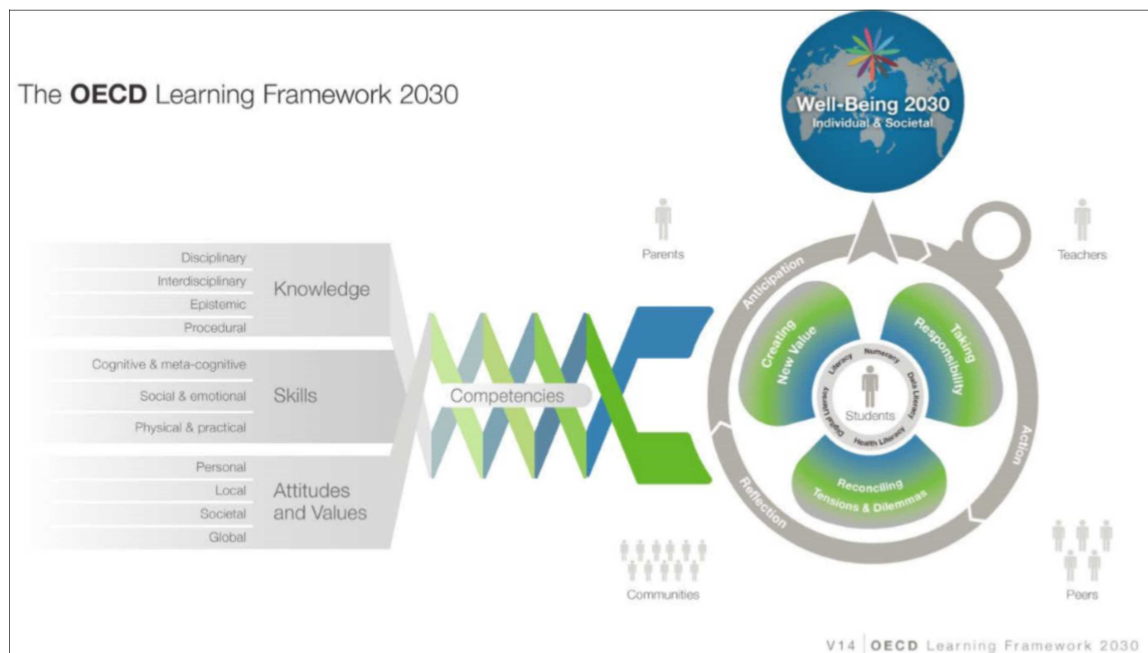 The OECD Learning Framework 2030
Well-Being 2030
Individual & Societal
Parents
Teachers
Disciplinary
Interdisciplinary
Epistemic
Procedural
Knowledge
Cognitive & meta-cognitive
Social & emotional
Physical & practical
Skills
Personal
Local
Societal
Global
Attitudes
and Values
Competencies
Anticipation
Action
Reflection
Creating
New Value
Taking
Responsibility
Reconciling
Tensions & Dilemmas
Literacy
Numeracy
Data Literacy
Health Literacy
Digital Literacy
Students
Communities
Peers
V14 | OECD Learning Framework 2030